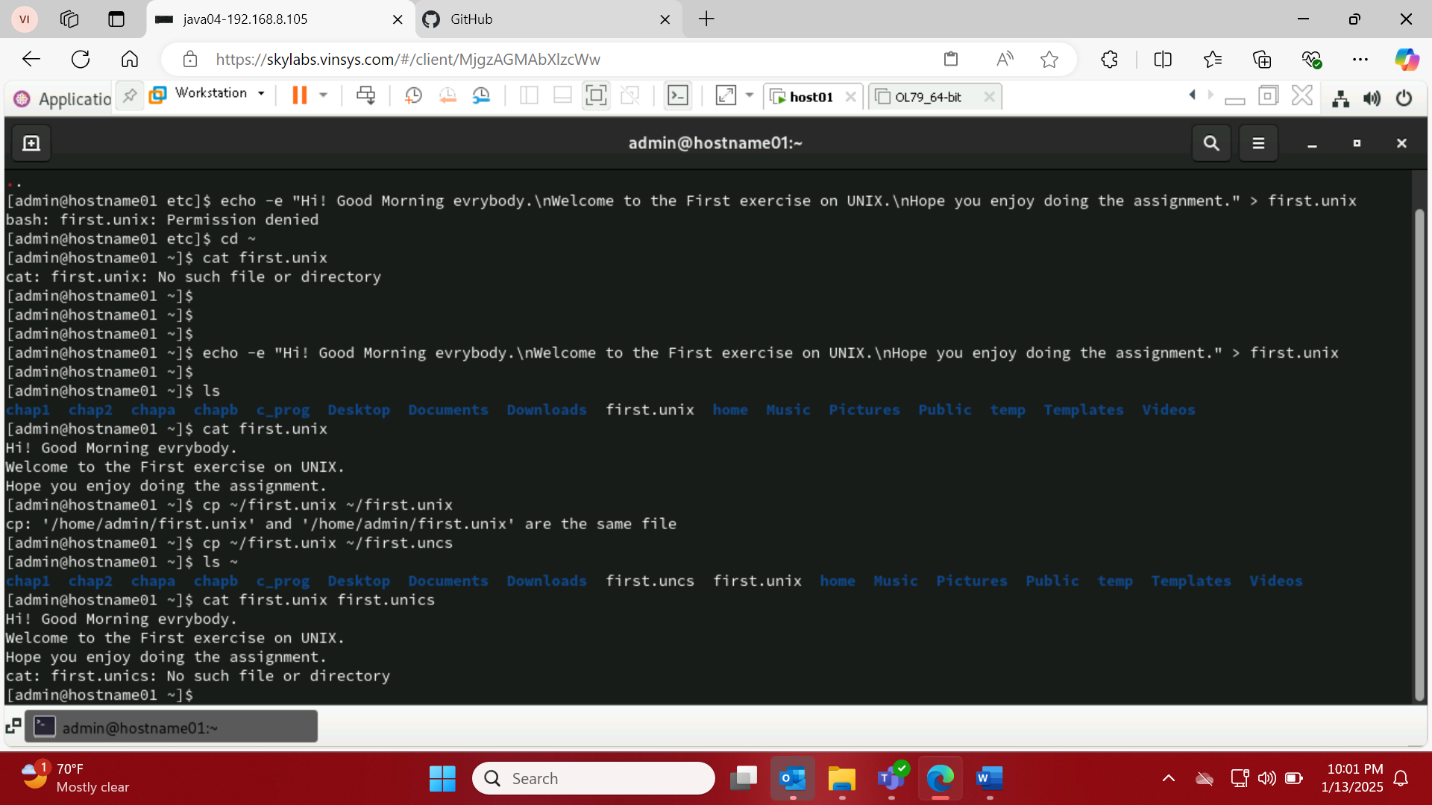 VI
java04-192.168.8.105
GitHub
https://skylabs.vinsys.com/#/client/MjgzAGMAbXlzcWw
Applicatio
Workstation
host01
OL79_64-bit
admin@hostname01:~
..
[admin@hostname01 etc]$ echo -e "Hi! Good Morning evrybody.\nWelcome to the First exercise on UNIX.\nHope you enjoy doing the assignment." > first.unix
bash: first.unix: Permission denied
[admin@hostname01 etc]$ cd ~
[admin@hostname01 ~]$ cat first.unix
cat: first.unix: No such file or directory
[admin@hostname01 ~]$
[admin@hostname01 ~]$
[admin@hostname01 ~]$
[admin@hostname01 ~]$ echo -e "Hi! Good Morning evrybody.\nWelcome to the First exercise on UNIX.\nHope you enjoy doing the assignment." > first.unix
[admin@hostname01 ~]$
[admin@hostname01 ~]$ ls
chap1 chap2 chapa chapb c_prog Desktop Documents Downloads first.unix home Music Pictures Public temp Templates Videos
[admin@hostname01 ~]$ cat first.unix
Hi! Good Morning evrybody.
Welcome to the First exercise on UNIX.
Hope you enjoy doing the assignment.
[admin@hostname01 ~]$ cp ~/first.unix ~/first.unix
cp: '/home/admin/first.unix' and '/home/admin/first.unix' are the same file
[admin@hostname01 ~]$ cp ~/first.unix ~/first.uncs
[admin@hostname01 ~]$ ls ~
chap1 chap2 chapa chapb c_prog Desktop Documents Downloads first.uncs first.unix home Music Pictures Public temp Templates Videos
[admin@hostname01 ~]$ cat first.unix first.unics
Hi! Good Morning evrybody.
Welcome to the First exercise on UNIX.
Hope you enjoy doing the assignment.
cat: first.unics: No such file or directory
[admin@hostname01 ~]$
admin@hostname01:~
1
70°F
Mostly clear
Search
10:01 PM
1/13/2025